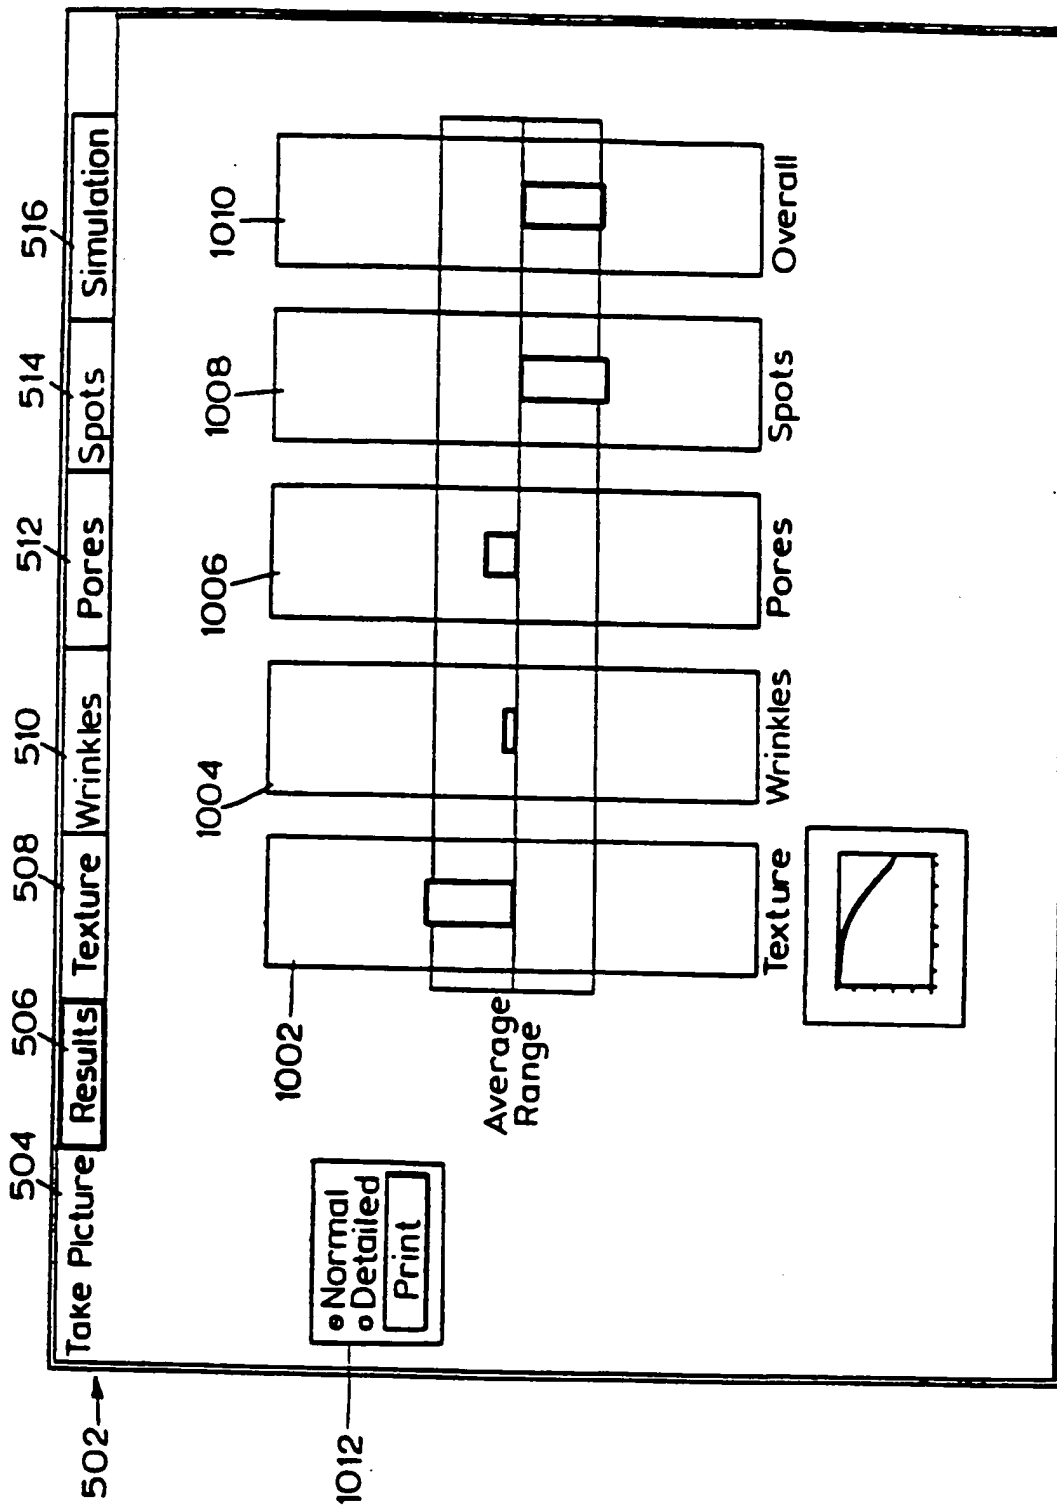 504 506 508 510 512 514 516
502
Take Picture Results Texture Wrinkles Pores Spots Simulation
1002 1004 1006 1008 1010
1012
Normal
Detailed
Print
Average
Range
Texture Wrinkles Pores Spots Overall